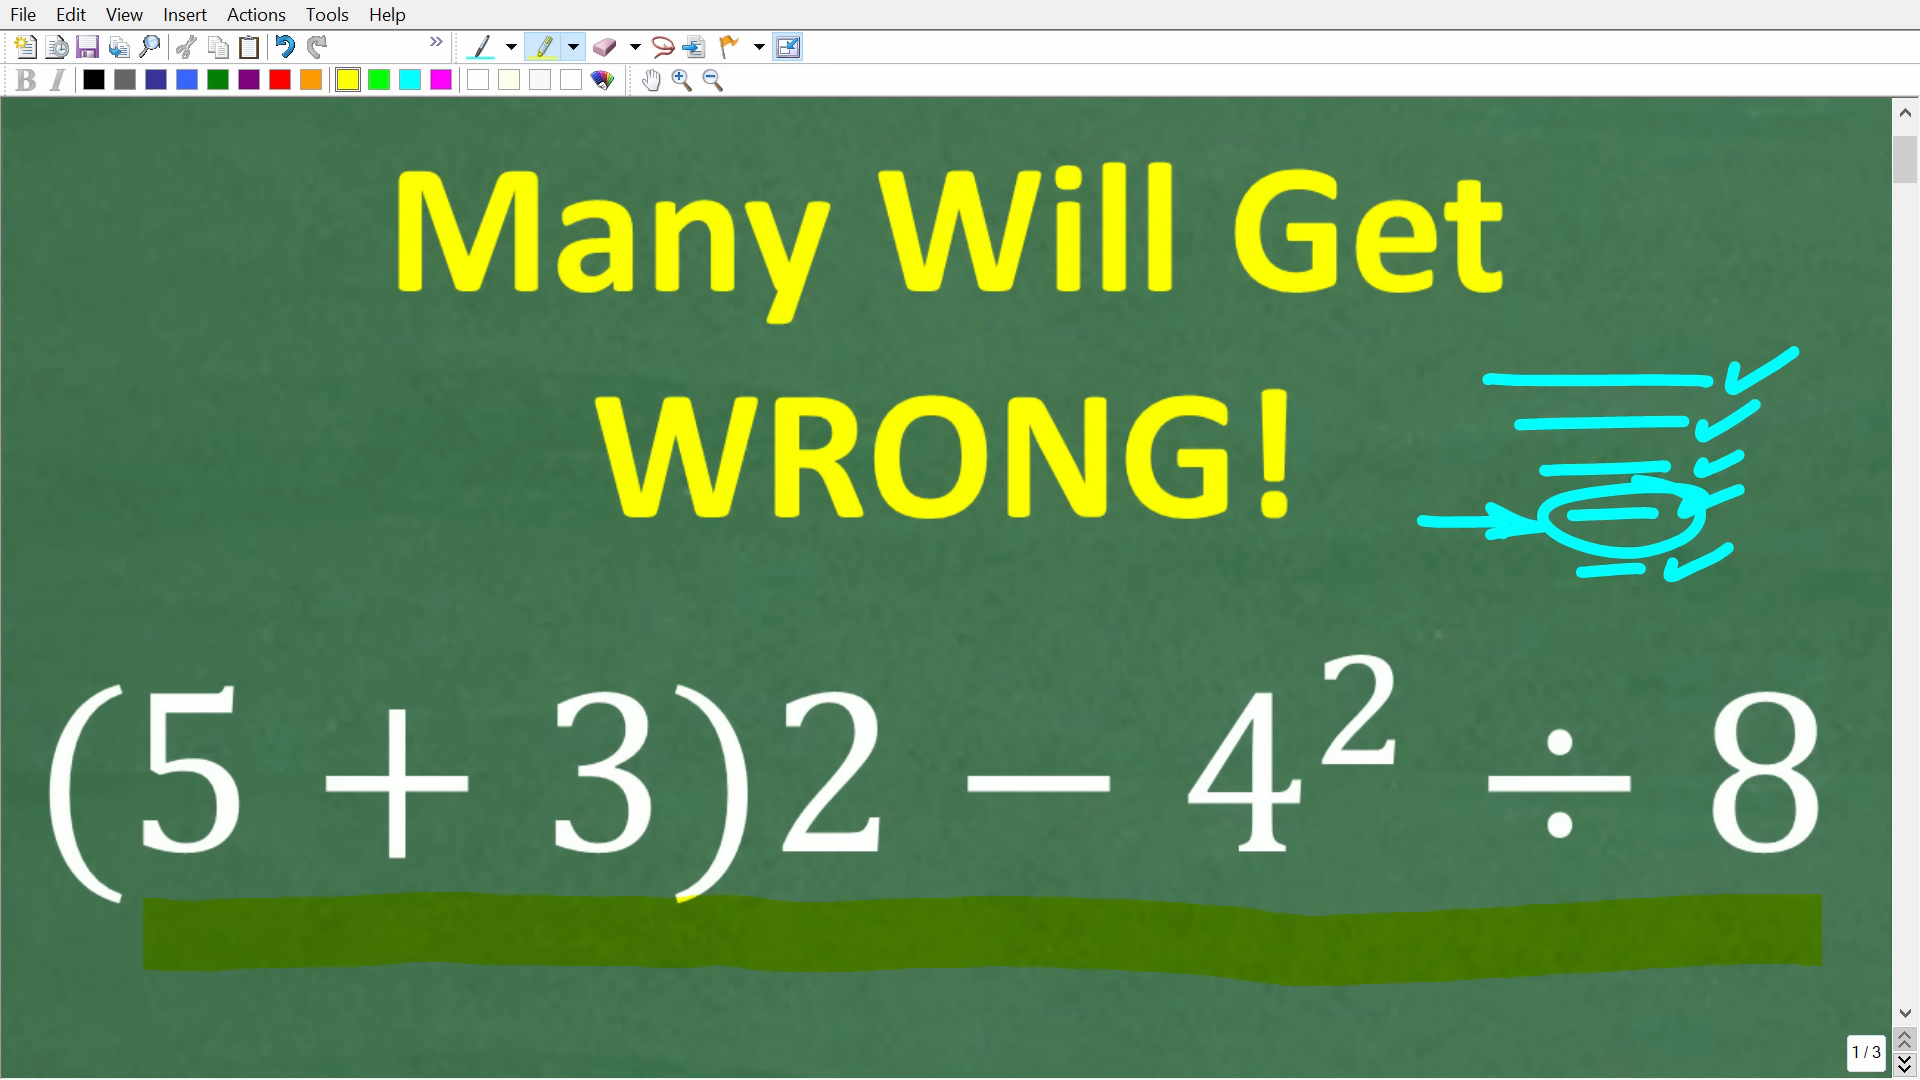 File Edit View Insert Actions Tools Help
B I
Many Will Get
WRONG!
(5 + 3)2 − 4² ÷ 8
1 / 3